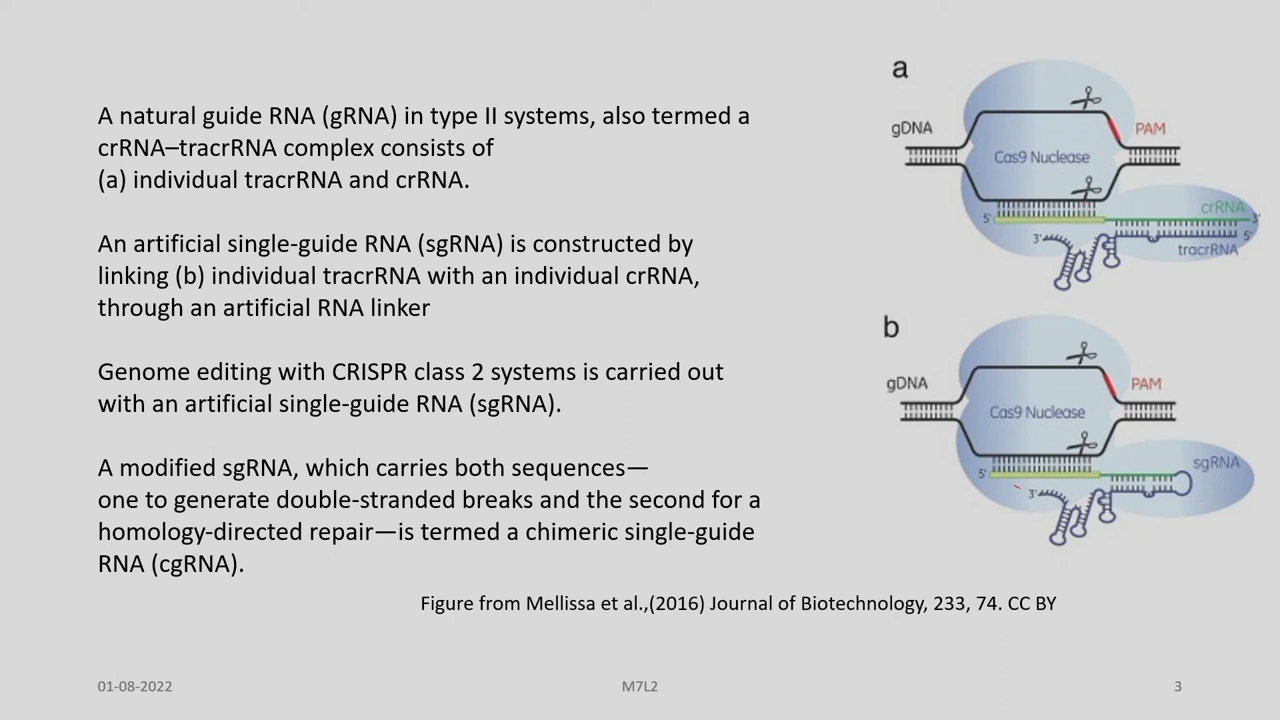 A natural guide RNA (gRNA) in type II systems, also termed a
crRNA–tracrRNA complex consists of
(a) individual tracrRNA and crRNA.
An artificial single-guide RNA (sgRNA) is constructed by
linking (b) individual tracrRNA with an individual crRNA,
through an artificial RNA linker
Genome editing with CRISPR class 2 systems is carried out
with an artificial single-guide RNA (sgRNA).
A modified sgRNA, which carries both sequences—
one to generate double-stranded breaks and the second for a
homology-directed repair—is termed a chimeric single-guide
RNA (cgRNA).
a
gDNA
PAM
Cas9 Nuclease
crRNA
5'
3'
3'
5'
tracrRNA
b
gDNA
PAM
Cas9 Nuclease
sgRNA
5'
3'
Figure from Mellissa et al.,(2016) Journal of Biotechnology, 233, 74. CC BY
01-08-2022
M7L2
3